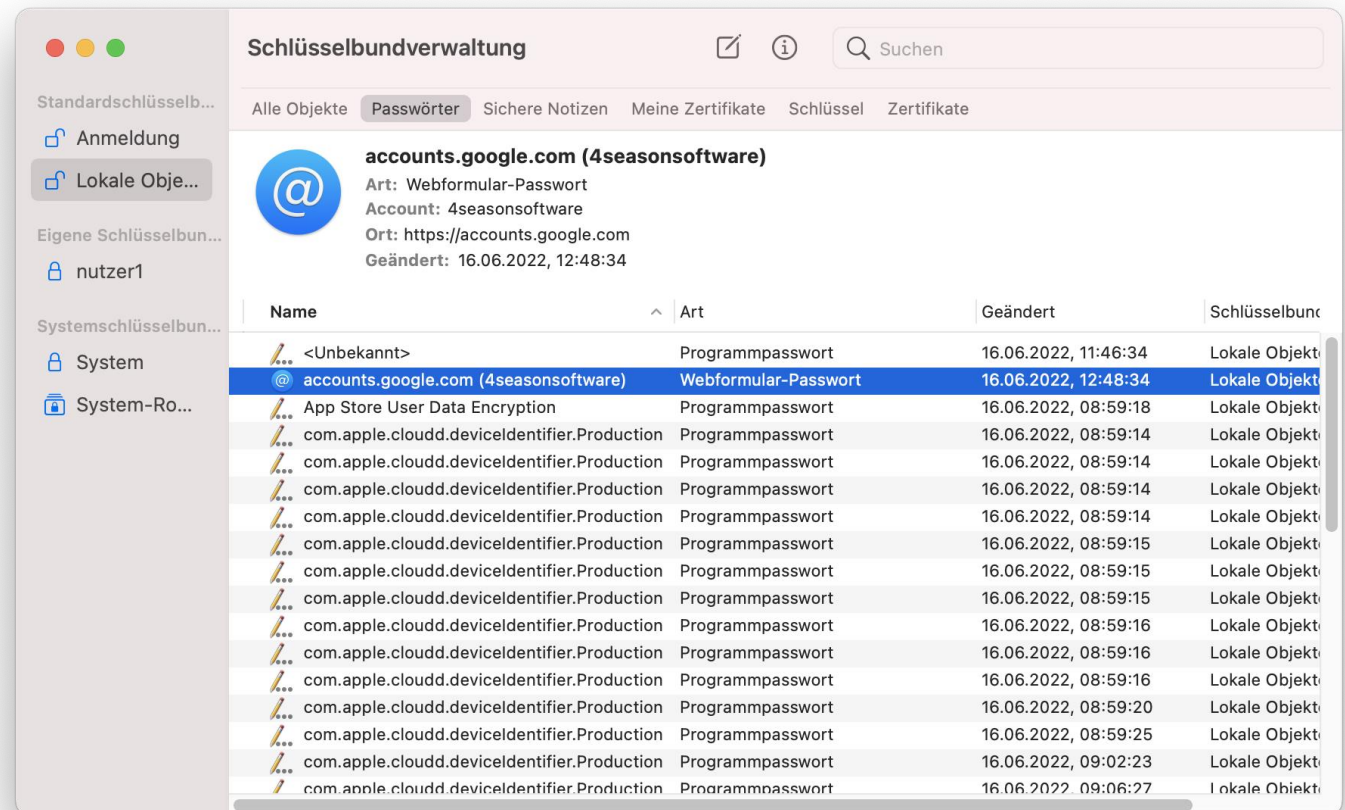 Schlüsselbundverwaltung
Suchen
Standardschlüsselb...
Anmeldung
Lokale Obje...
Eigene Schlüsselbun...
nutzer1
Systemschlüsselbun...
System
System-Ro...
Alle Objekte Passwörter Sichere Notizen Meine Zertifikate Schlüssel Zertifikate
accounts.google.com (4seasonsoftware)
Art: Webformular-Passwort
Account: 4seasonsoftware
Ort: https://accounts.google.com
Geändert: 16.06.2022, 12:48:34
Name Art Geändert Schlüsselbund
<Unbekannt> Programmpasswort 16.06.2022, 11:46:34 Lokale Objekte
@ accounts.google.com (4seasonsoftware) Webformular-Passwort 16.06.2022, 12:48:34 Lokale Objekte
App Store User Data Encryption Programmpasswort 16.06.2022, 08:59:18 Lokale Objekte
com.apple.cloudd.deviceIdentifier.Production Programmpasswort 16.06.2022, 08:59:14 Lokale Objekte
com.apple.cloudd.deviceIdentifier.Production Programmpasswort 16.06.2022, 08:59:14 Lokale Objekte
com.apple.cloudd.deviceIdentifier.Production Programmpasswort 16.06.2022, 08:59:14 Lokale Objekte
com.apple.cloudd.deviceIdentifier.Production Programmpasswort 16.06.2022, 08:59:14 Lokale Objekte
com.apple.cloudd.deviceIdentifier.Production Programmpasswort 16.06.2022, 08:59:15 Lokale Objekte
com.apple.cloudd.deviceIdentifier.Production Programmpasswort 16.06.2022, 08:59:15 Lokale Objekte
com.apple.cloudd.deviceIdentifier.Production Programmpasswort 16.06.2022, 08:59:15 Lokale Objekte
com.apple.cloudd.deviceIdentifier.Production Programmpasswort 16.06.2022, 08:59:16 Lokale Objekte
com.apple.cloudd.deviceIdentifier.Production Programmpasswort 16.06.2022, 08:59:16 Lokale Objekte
com.apple.cloudd.deviceIdentifier.Production Programmpasswort 16.06.2022, 08:59:16 Lokale Objekte
com.apple.cloudd.deviceIdentifier.Production Programmpasswort 16.06.2022, 08:59:20 Lokale Objekte
com.apple.cloudd.deviceIdentifier.Production Programmpasswort 16.06.2022, 08:59:25 Lokale Objekte
com.apple.cloudd.deviceIdentifier.Production Programmpasswort 16.06.2022, 09:02:23 Lokale Objekte
com.apple.cloudd.deviceIdentifier.Production Programmpasswort 16.06.2022, 09:06:27 Lokale Objekte